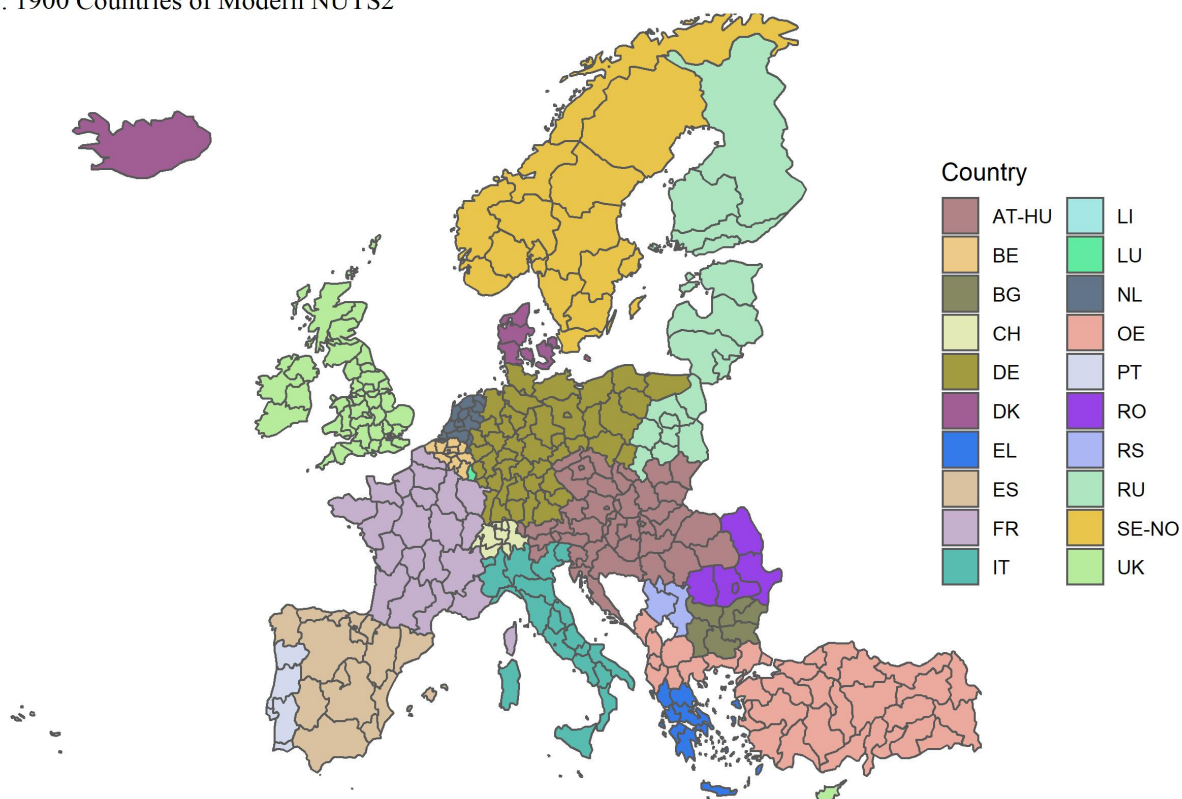 : 1900 Countries of Modern NUTS2
Country
AT-HU
BE
BG
CH
DE
DK
EL
ES
FR
IT
LI
LU
NL
OE
PT
RO
RS
RU
SE-NO
UK